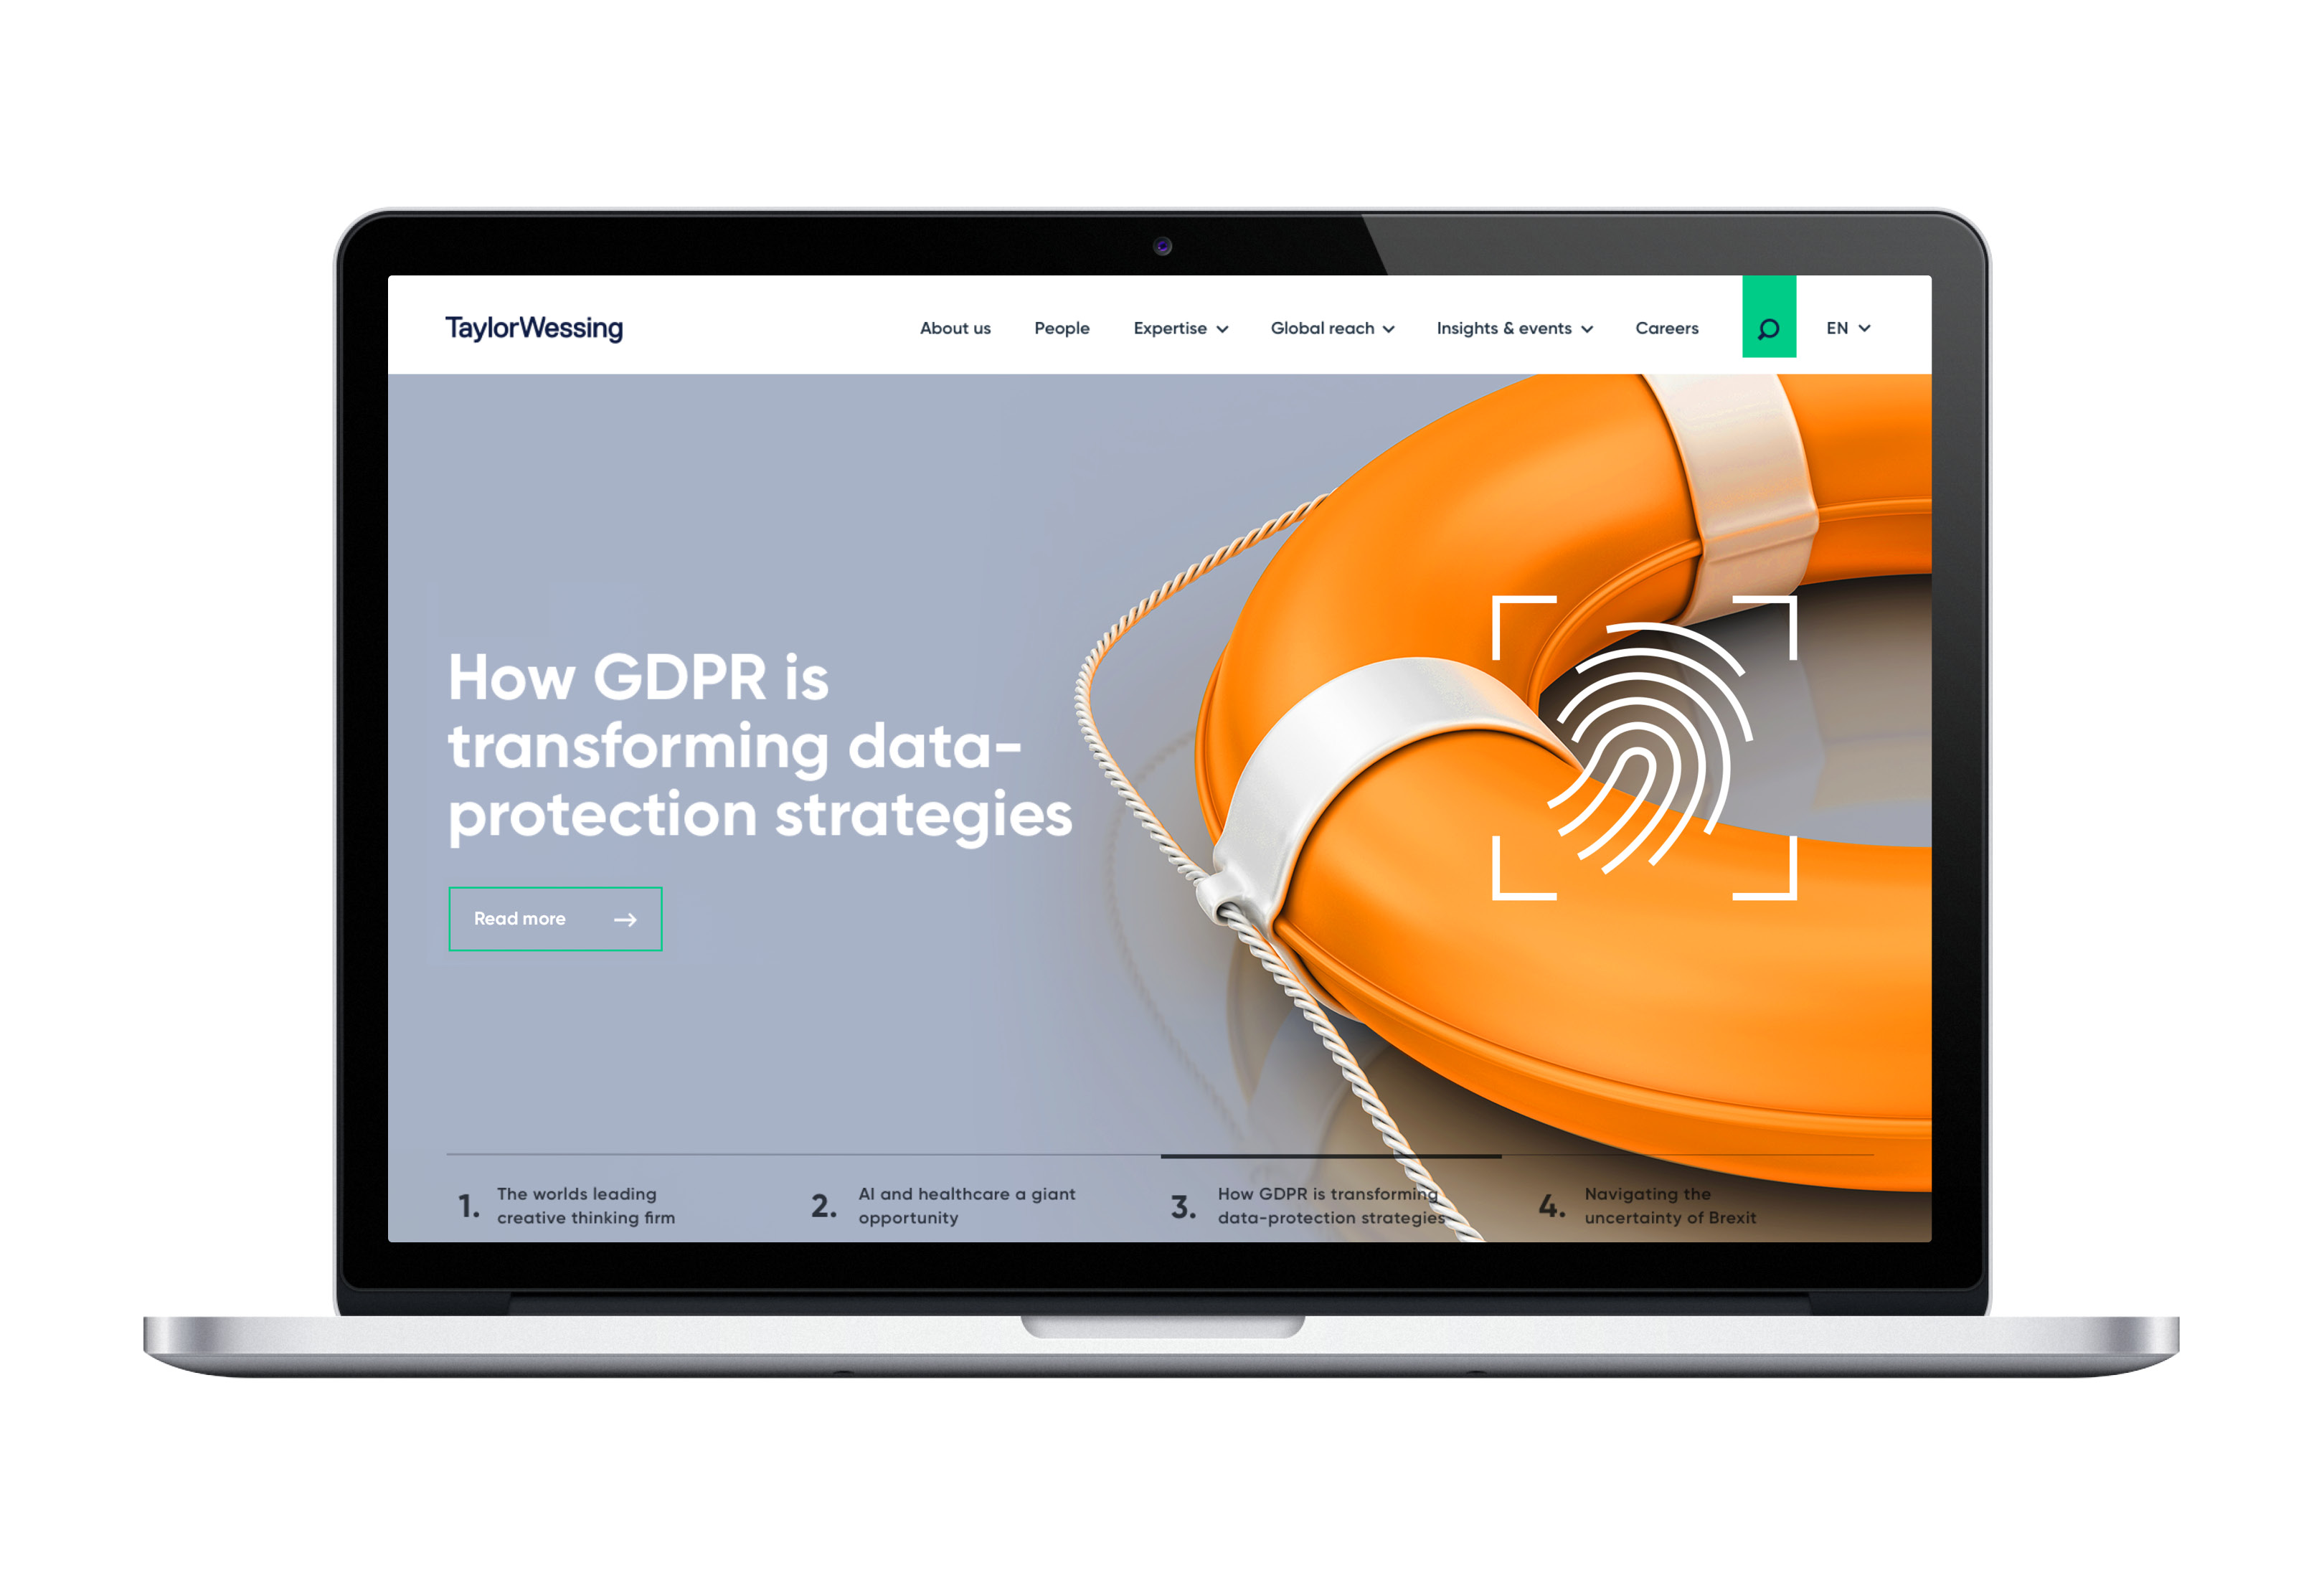 TaylorWessing
About us People Expertise Global reach Insights & events Careers EN
How GDPR is
transforming data-
protection strategies
Read more
1. The worlds leading
creative thinking firm
2. AI and healthcare a giant
opportunity
3. How GDPR is transforming
data-protection strategies
4. Navigating the
uncertainty of Brexit